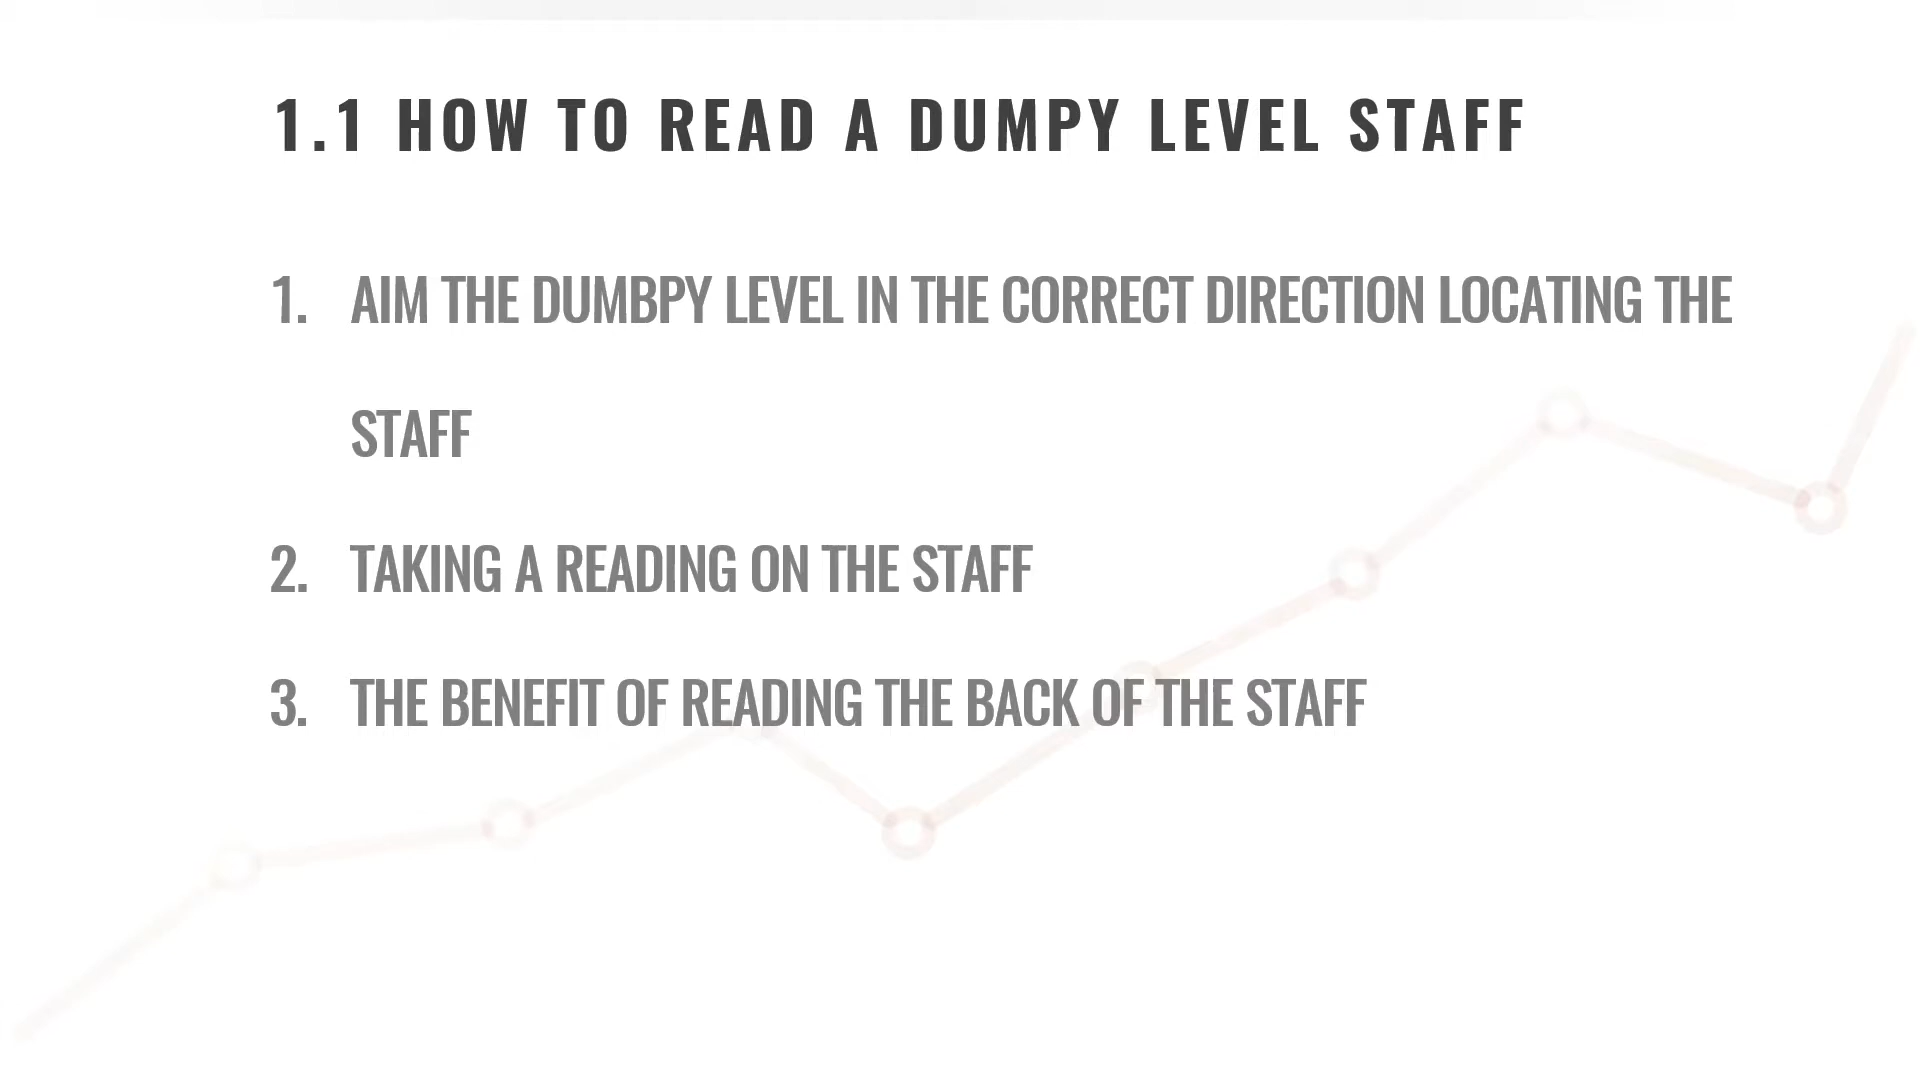 1.1 HOW TO READ A DUMPY LEVEL STAFF
1. AIM THE DUMBPY LEVEL IN THE CORRECT DIRECTION LOCATING THE
STAFF
2. TAKING A READING ON THE STAFF
3. THE BENEFIT OF READING THE BACK OF THE STAFF